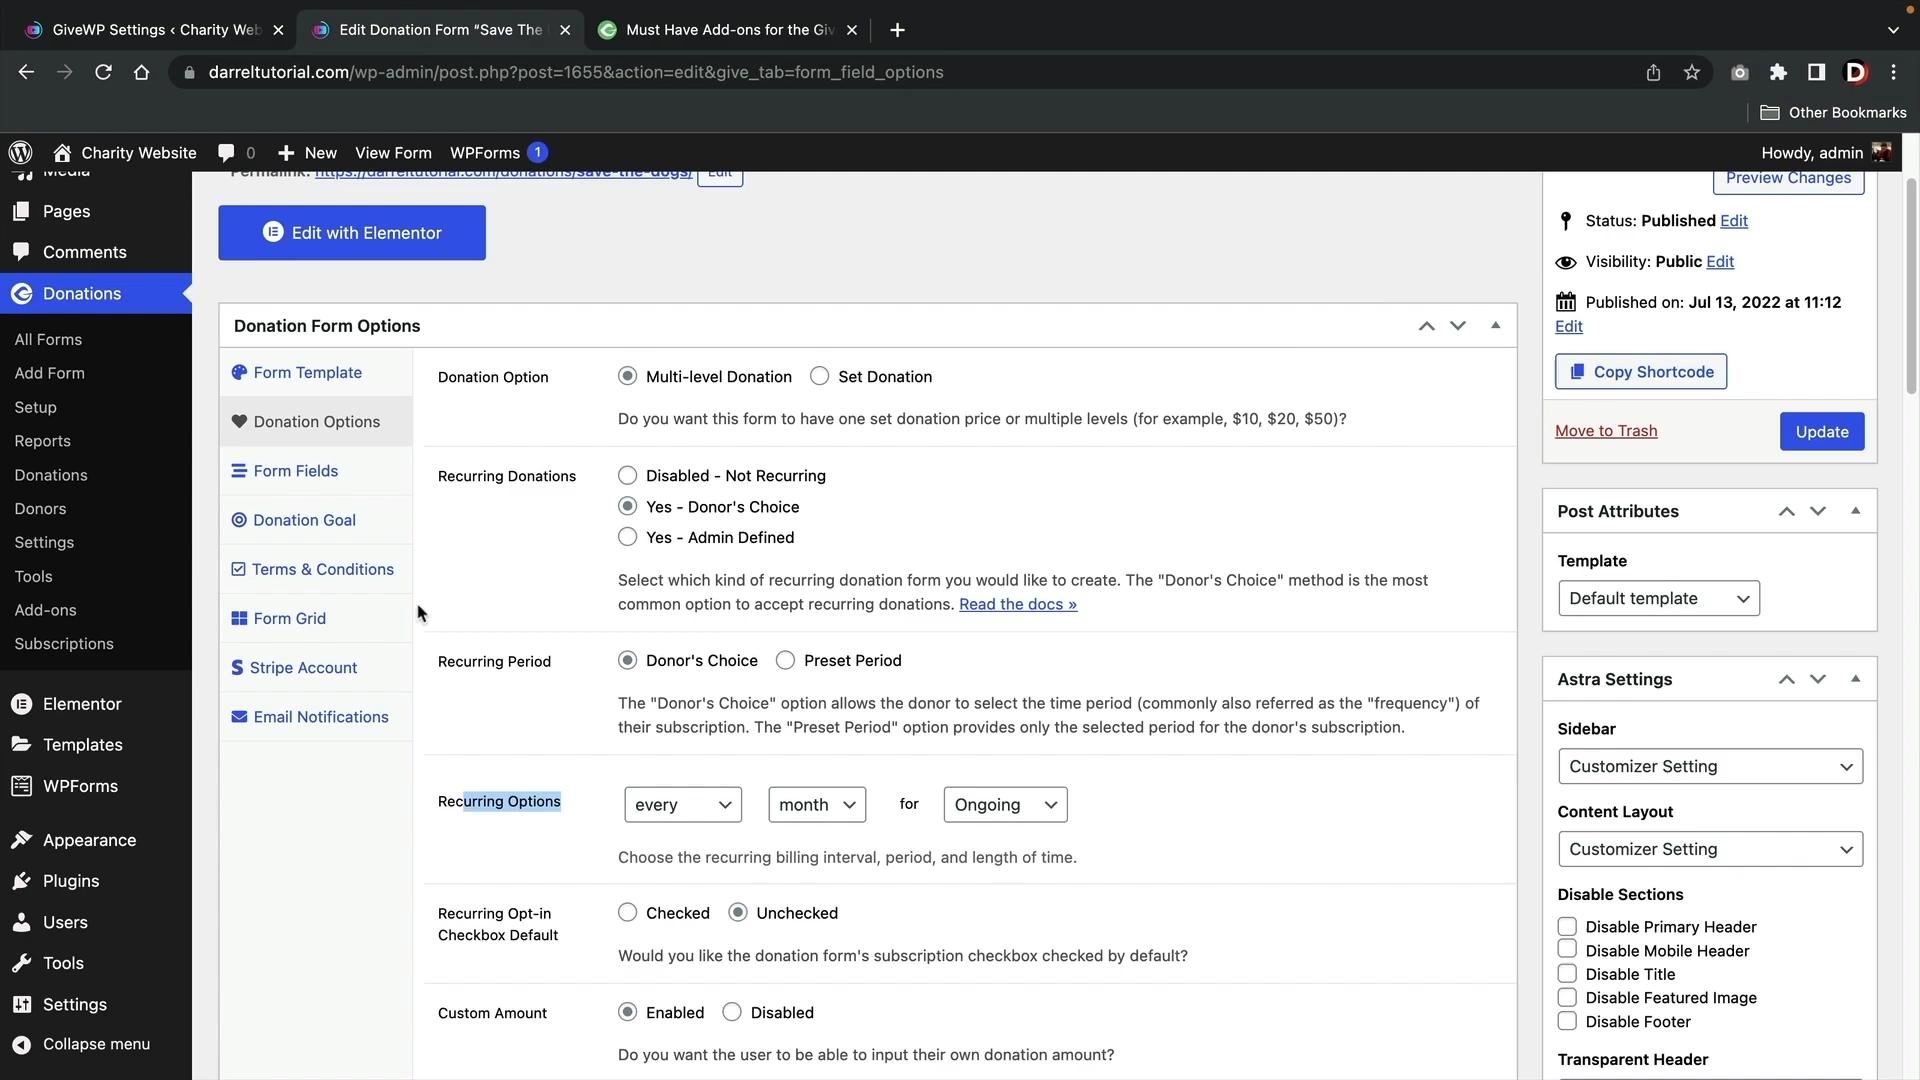 GiveWP Settings ‹ Charity Web
Edit Donation Form “Save The
Must Have Add-ons for the Giv
darreltutorial.com/wp-admin/post.php?post=1655&action=edit&give_tab=form_field_options
Other Bookmarks
Charity Website
0
New
View Form
WPForms 1
Howdy, admin
Media
Pages
Comments
Donations
All Forms
Add Form
Setup
Reports
Donations
Donors
Settings
Tools
Add-ons
Subscriptions
Elementor
Templates
WPForms
Appearance
Plugins
Users
Tools
Settings
Collapse menu
Permalink: https://darreltutorial.com/donations/save-the-dogs/ Edit
Edit with Elementor
Donation Form Options
Form Template
Donation Options
Form Fields
Donation Goal
Terms & Conditions
Form Grid
Stripe Account
Email Notifications
Donation Option
Multi-level Donation
Set Donation
Do you want this form to have one set donation price or multiple levels (for example, $10, $20, $50)?
Recurring Donations
Disabled - Not Recurring
Yes - Donor's Choice
Yes - Admin Defined
Select which kind of recurring donation form you would like to create. The "Donor's Choice" method is the most
common option to accept recurring donations. Read the docs »
Recurring Period
Donor's Choice
Preset Period
The "Donor's Choice" option allows the donor to select the time period (commonly also referred as the "frequency") of
their subscription. The "Preset Period" option provides only the selected period for the donor's subscription.
Recurring Options
every
month
for
Ongoing
Choose the recurring billing interval, period, and length of time.
Recurring Opt-in
Checkbox Default
Checked
Unchecked
Would you like the donation form's subscription checkbox checked by default?
Custom Amount
Enabled
Disabled
Do you want the user to be able to input their own donation amount?
Preview Changes
Status: Published Edit
Visibility: Public Edit
Published on: Jul 13, 2022 at 11:12
Edit
Copy Shortcode
Move to Trash
Update
Post Attributes
Template
Default template
Astra Settings
Sidebar
Customizer Setting
Content Layout
Customizer Setting
Disable Sections
Disable Primary Header
Disable Mobile Header
Disable Title
Disable Featured Image
Disable Footer
Transparent Header